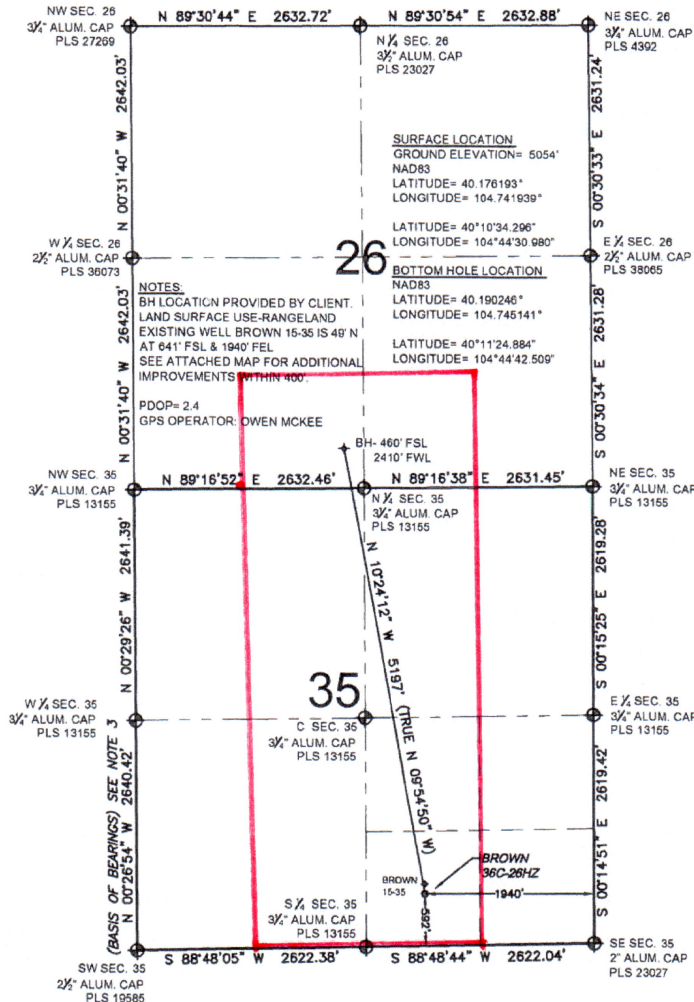 NW SEC. 26
3¼" ALUM. CAP
PLS 27269
N 89°30'44" E 2632.72'
N 89°30'54" E 2632.88'
NE SEC. 26
3¼" ALUM. CAP
PLS 4392
N ¼ SEC. 26
3½" ALUM. CAP
PLS 23027
N 00°31'40" W 2642.03'
S 00°30'33" E 2631.24'
SURFACE LOCATION
GROUND ELEVATION= 5054'
NAD83
LATITUDE= 40.176193°
LONGITUDE= 104.741939°
LATITUDE= 40°10'34.296"
LONGITUDE= 104°44'30.980"
W ¼ SEC. 26
2½" ALUM. CAP
PLS 36073
26
E ¼ SEC. 26
2½" ALUM. CAP
PLS 38065
BOTTOM HOLE LOCATION
NAD83
LATITUDE= 40.190246°
LONGITUDE= 104.745141°
LATITUDE= 40°11'24.884"
LONGITUDE= 104°44'42.509"
NOTES:
BH LOCATION PROVIDED BY CLIENT.
LAND SURFACE USE-RANGELAND
EXISTING WELL BROWN 15-35 IS 49' N
AT 641' FSL & 1940' FEL
SEE ATTACHED MAP FOR ADDITIONAL
IMPROVEMENTS WITHIN 400'.
PDOP= 2.4
GPS OPERATOR: OWEN MCKEE
N 00°31'40" W 2642.03'
S 00°30'34" E 2631.28'
BH- 460' FSL
2410' FWL
NW SEC. 35
3¼" ALUM. CAP
PLS 13155
N 89°16'52" E 2632.46'
N 89°16'38" E 2631.45'
NE SEC. 35
3¼" ALUM. CAP
PLS 13155
N ¼ SEC. 35
3¼" ALUM. CAP
PLS 13155
N 00°29'26" W 2641.39'
N 10°24'12" W 5197' (TRUE N 09°54'50" W)
S 00°15'25" E 2619.28'
35
W ¼ SEC. 35
3¼" ALUM. CAP
PLS 13155
C SEC. 35
3¼" ALUM. CAP
PLS 13155
E ¼ SEC. 35
3¼" ALUM. CAP
PLS 13155
(BASIS OF BEARINGS) SEE NOTE 3
N 00°26'54" W 2640.42'
S 00°14'51" E 2619.42'
BROWN
36C-26HZ
BROWN
15-35
1940'
592'
S ¼ SEC. 35
3¼" ALUM. CAP
PLS 13155
S 88°48'05" W 2622.38'
S 88°48'44" W 2622.04'
SW SEC. 35
2½" ALUM. CAP
PLS 19585
SE SEC. 35
2" ALUM. CAP
PLS 23027